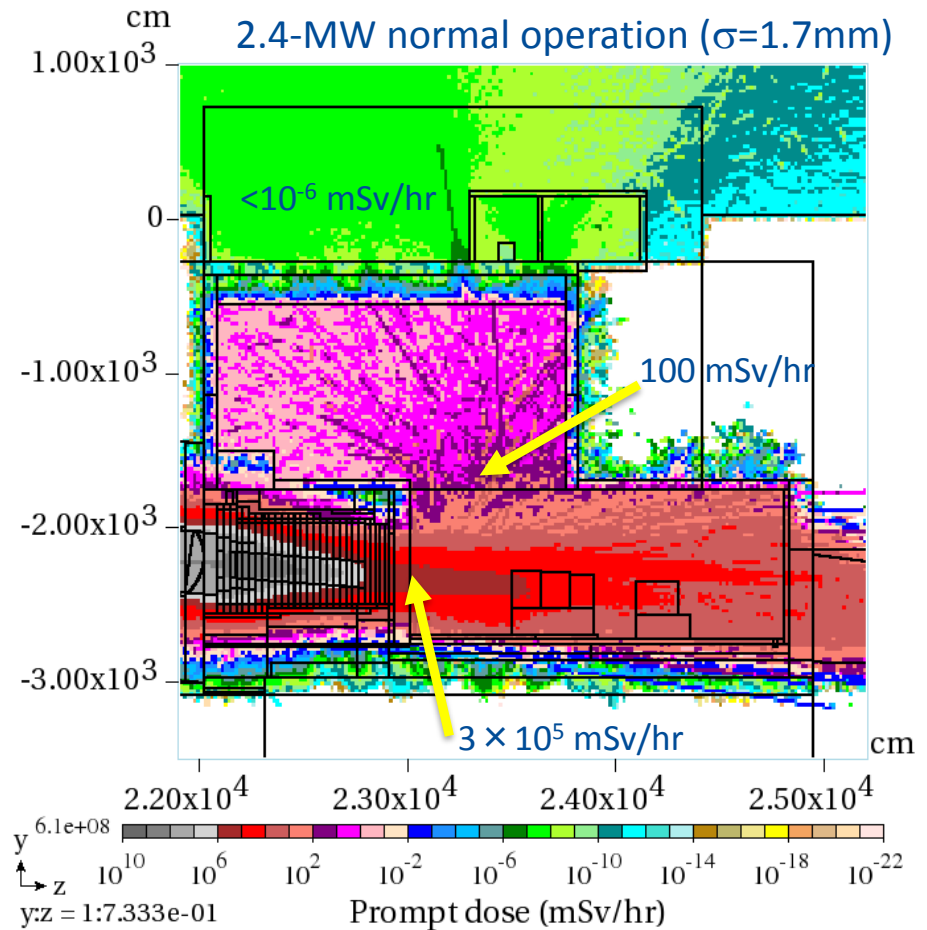 cm
2.4-MW normal operation (σ=1.7mm)
1.00x10³
<10⁻⁶ mSv/hr
0
-1.00x10³
100 mSv/hr
-2.00x10³
-3.00x10³
3 × 10⁵ mSv/hr
cm
2.20x10⁴ 2.30x10⁴ 2.40x10⁴ 2.50x10⁴
6.1e+08
10¹⁰ 10⁶ 10² 10⁻² 10⁻⁶ 10⁻¹⁰ 10⁻¹⁴ 10⁻¹⁸ 10⁻²²
y
z
y:z = 1:7.333e-01
Prompt dose (mSv/hr)